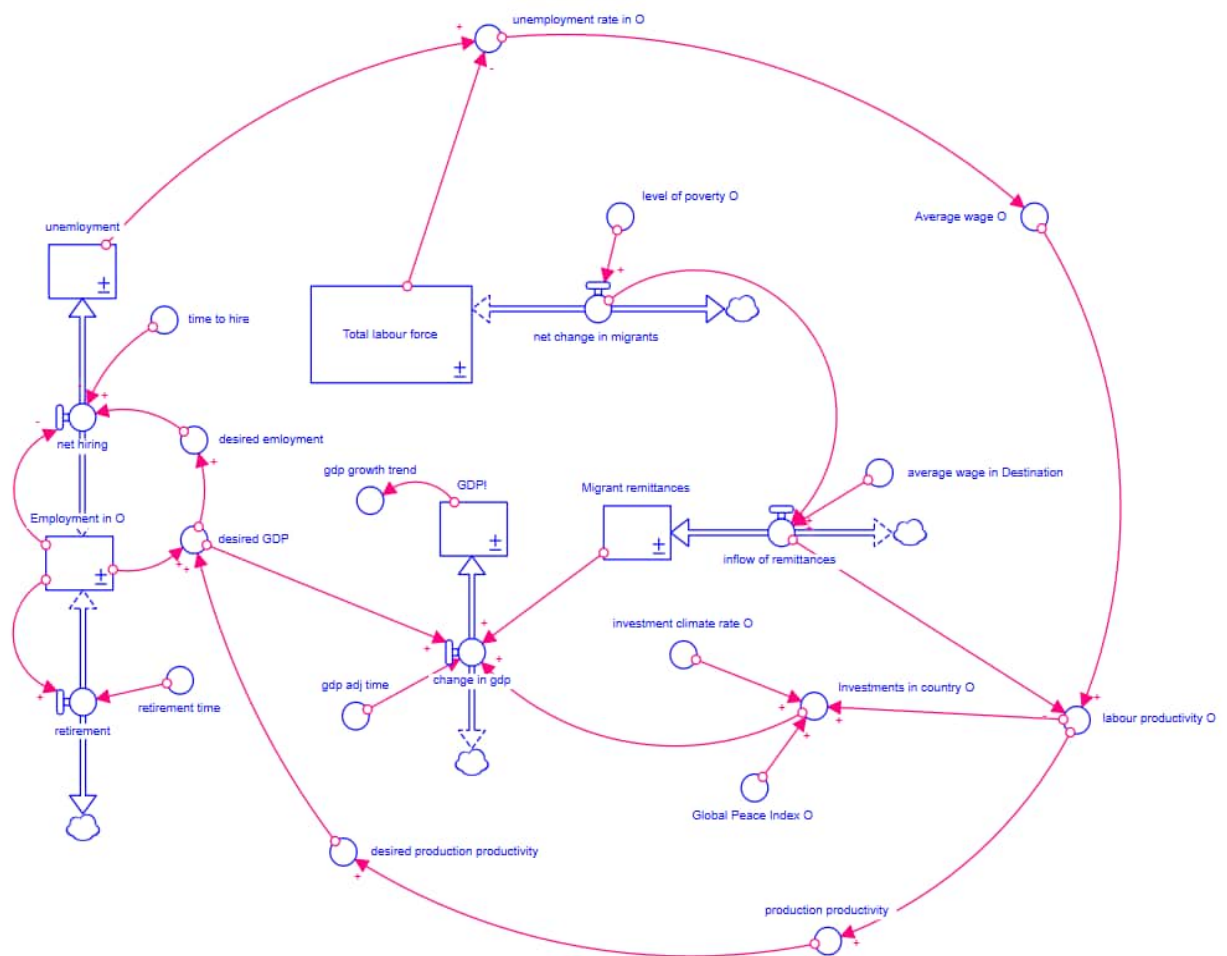 unemployment rate in O
level of poverty O
Average wage O
unemloyment
time to hire
Total labour force
net change in migrants
net hiring
desired emloyment
gdp growth trend
GDP!
Migrant remittances
average wage in Destination
Employment in O
desired GDP
inflow of remittances
investment climate rate O
gdp adj time
change in gdp
Investments in country O
retirement time
labour productivity O
retirement
Global Peace Index O
desired production productivity
production productivity